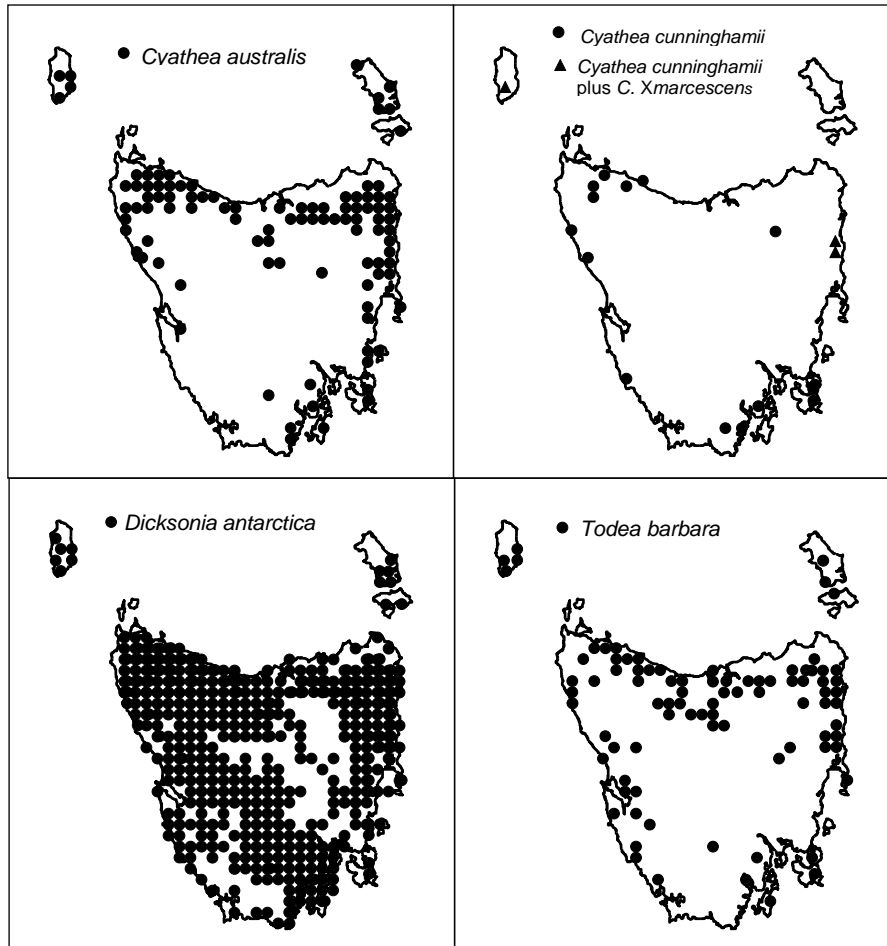 Cyathea australis
Cyathea cunninghamii
Cyathea cunninghamii
plus C. Xmarcescens
Dicksonia antarctica
Todea barbara